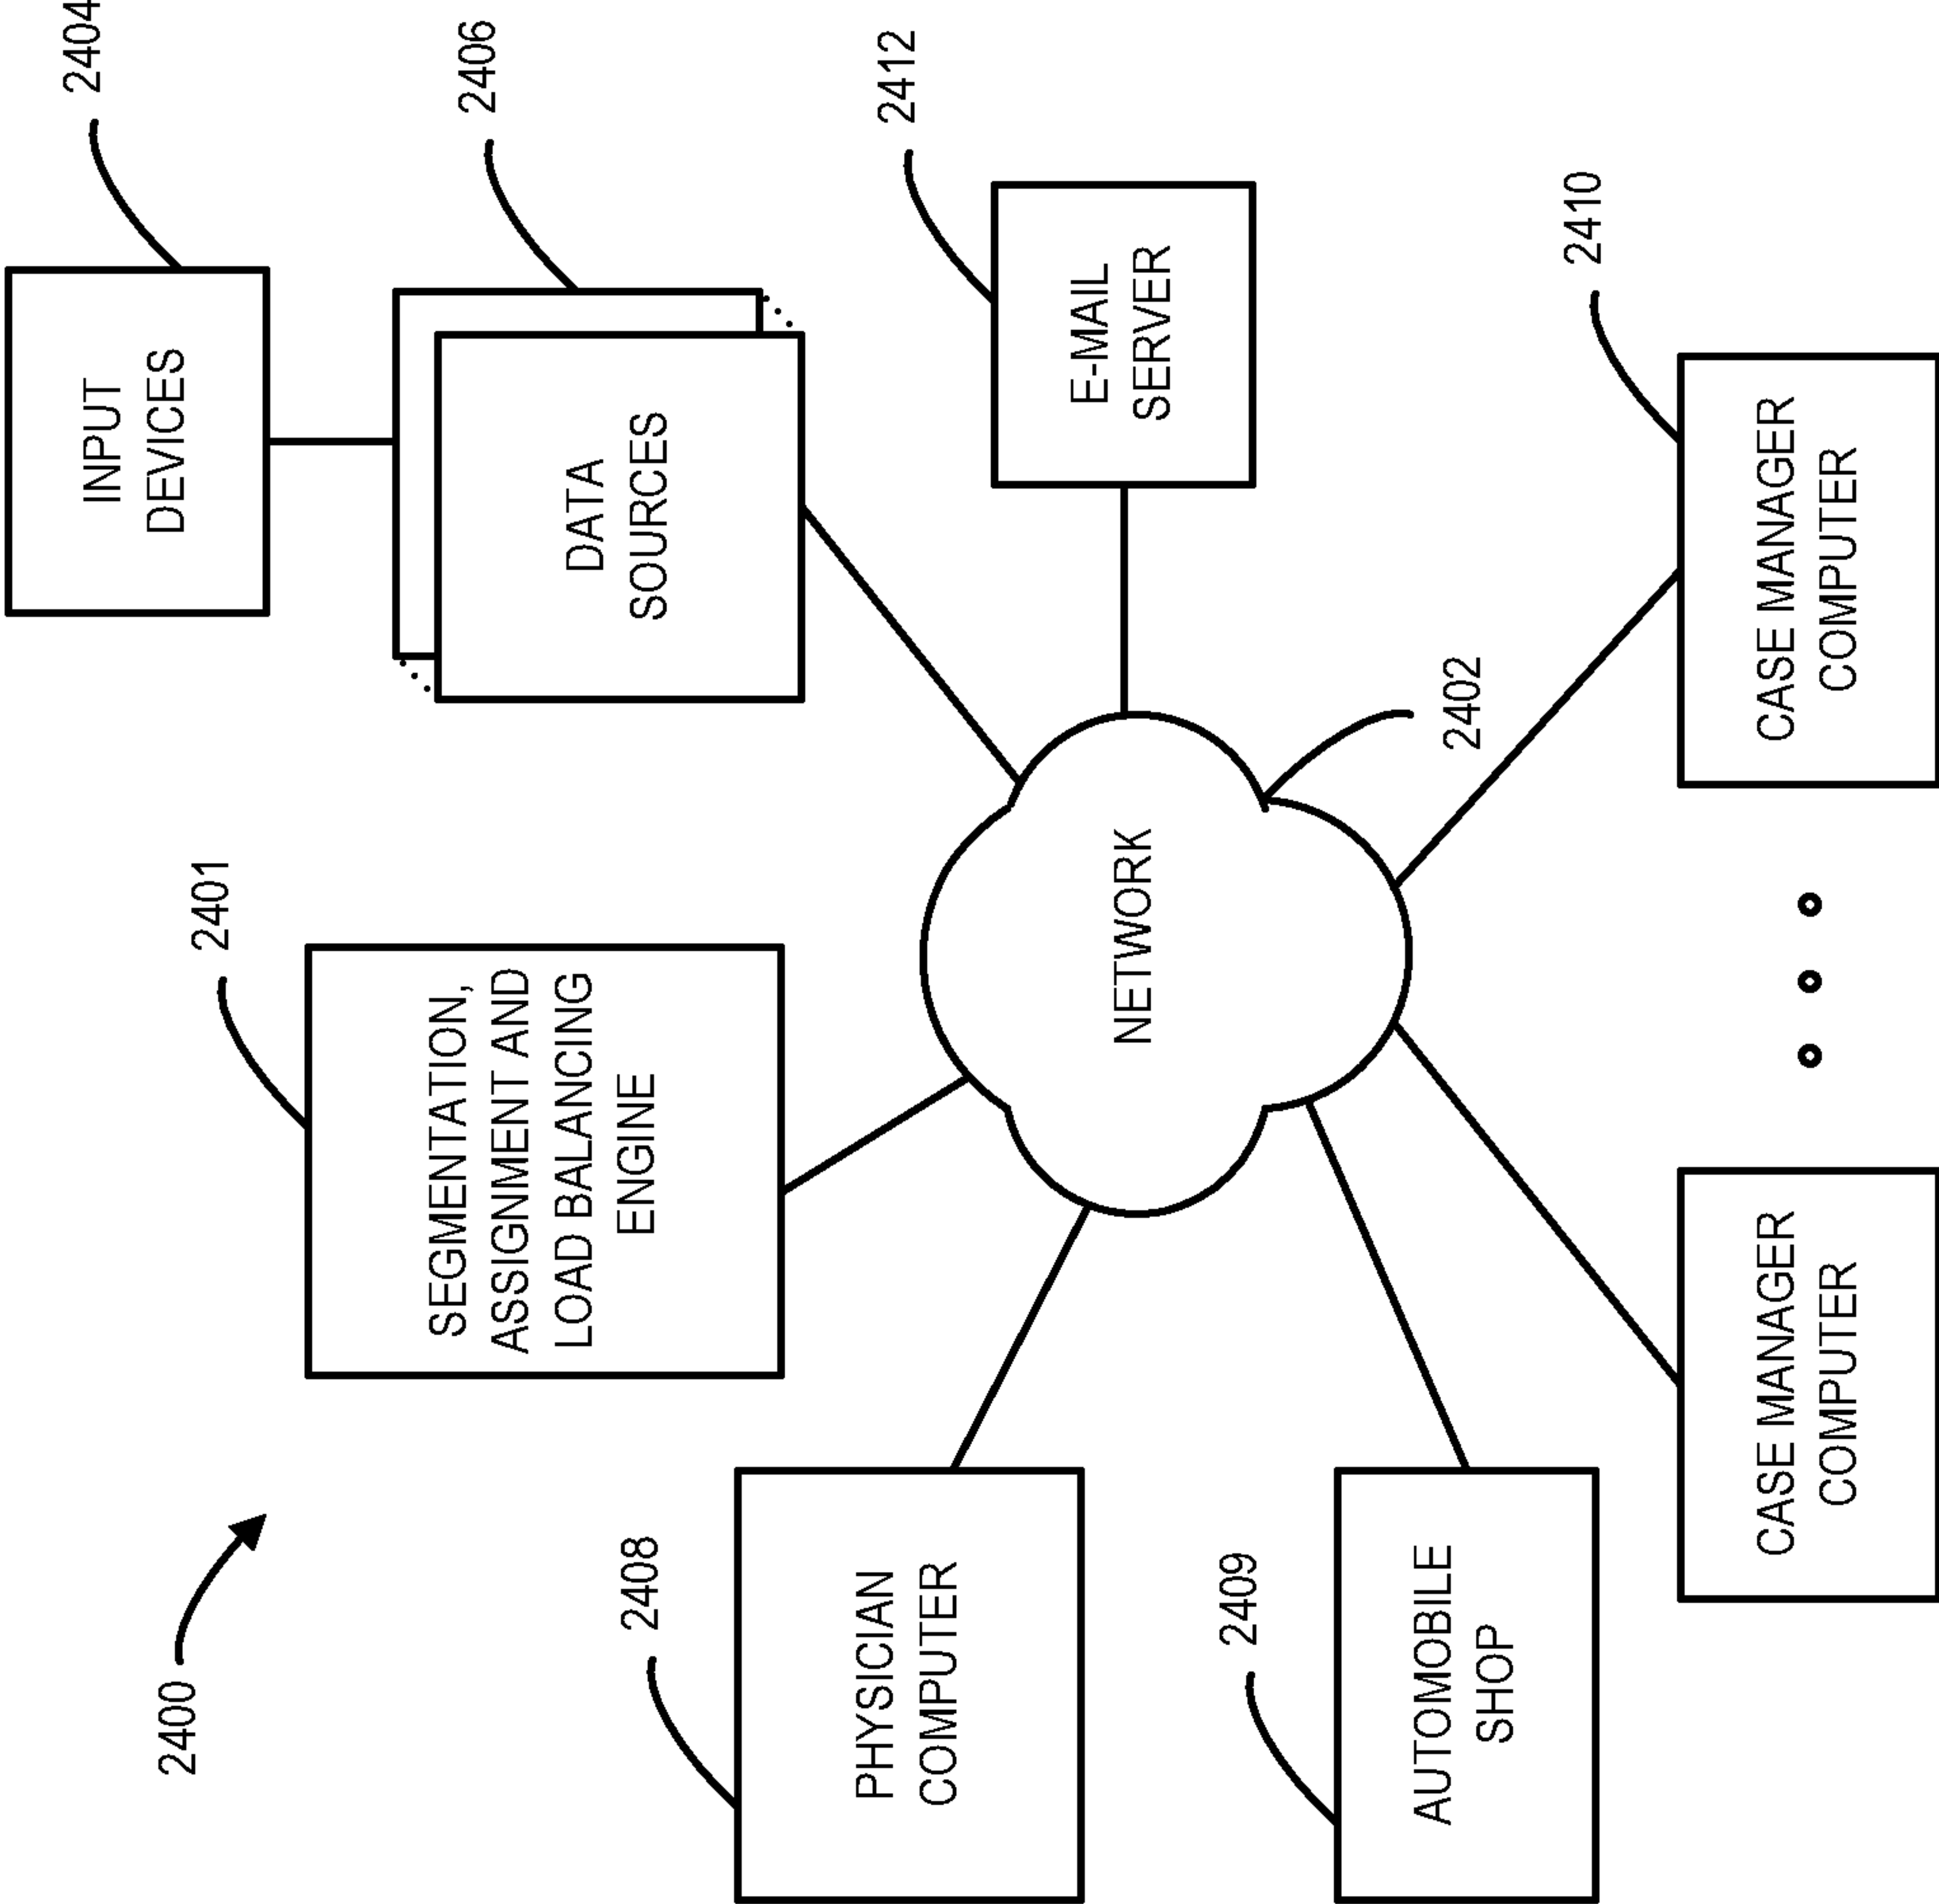 2400
2401
SEGMENTATION,
ASSIGNMENT AND
LOAD BALANCING
ENGINE
2404
INPUT
DEVICES
2406
DATA
SOURCES
2408
PHYSICIAN
COMPUTER
NETWORK
2402
2412
E-MAIL
SERVER
2409
AUTOMOBILE
SHOP
CASE MANAGER
COMPUTER
2410
CASE MANAGER
COMPUTER